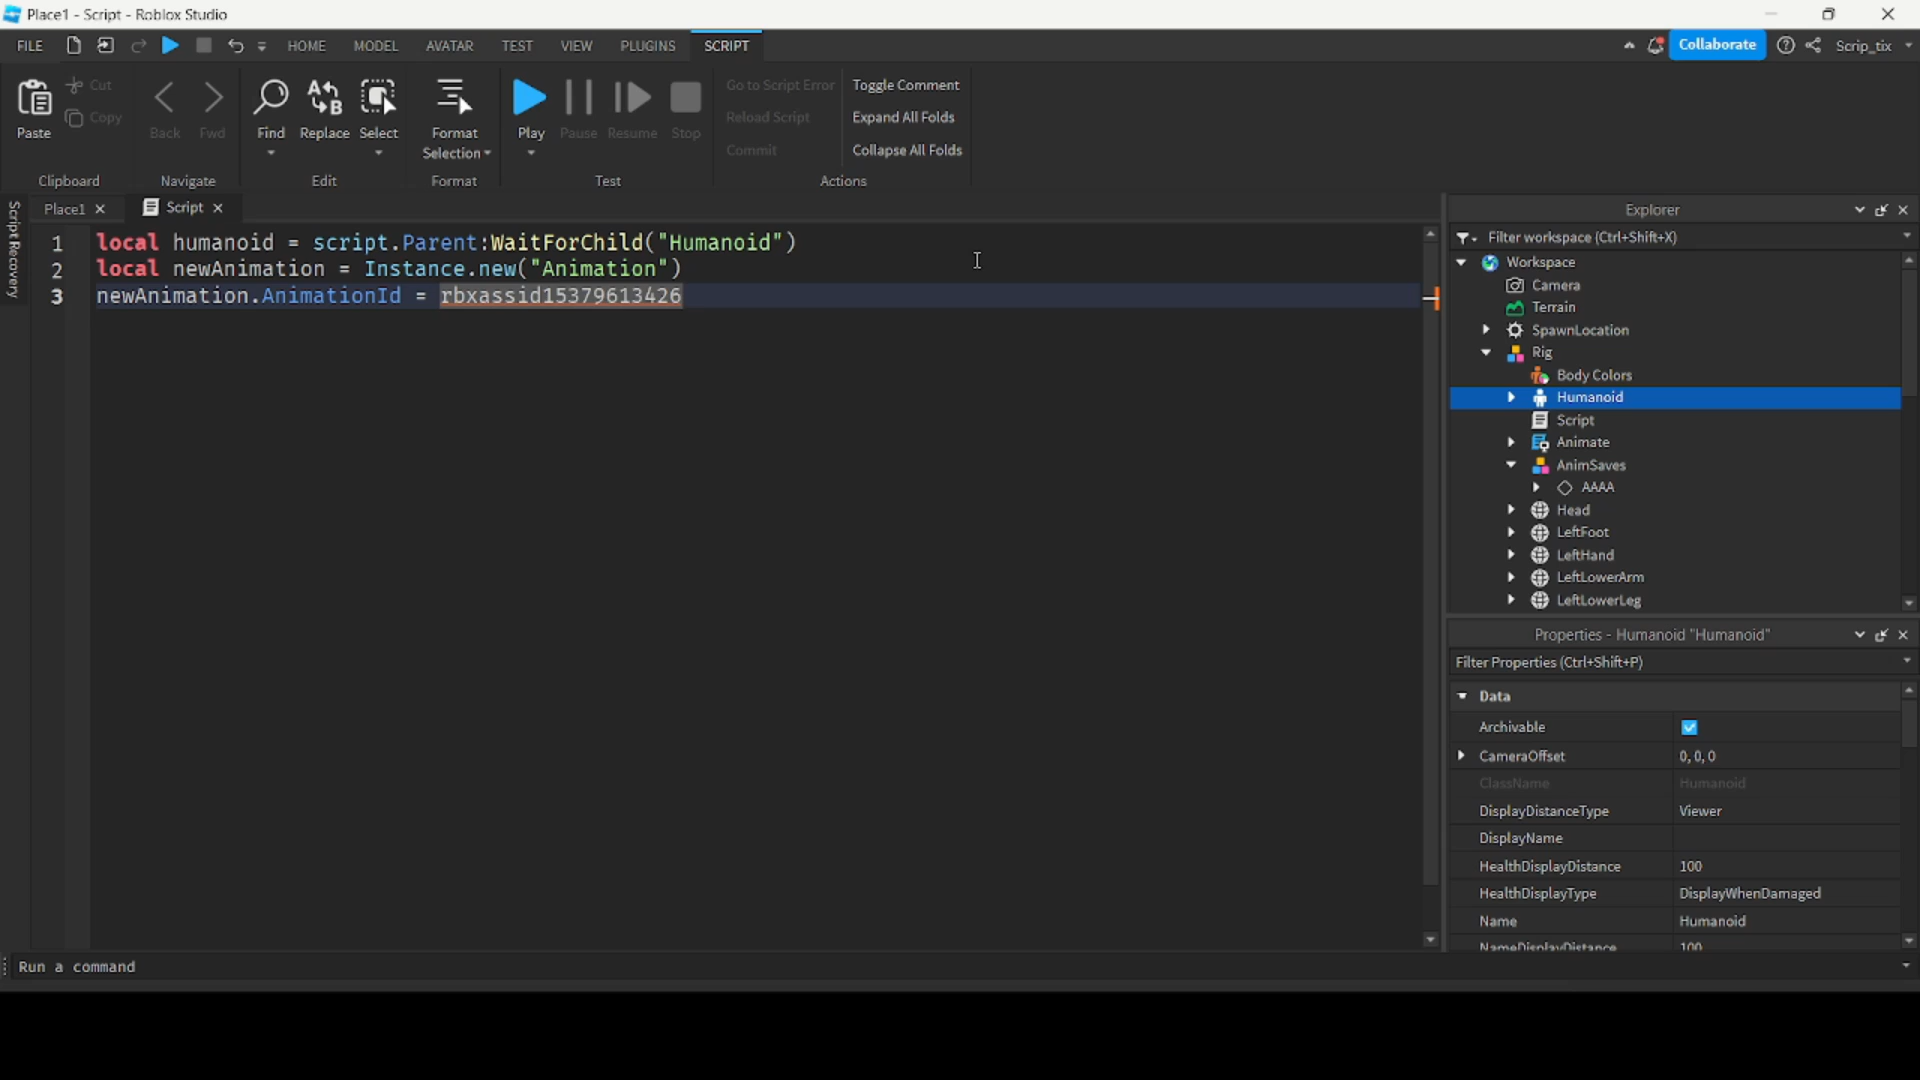 Place1 - Script - Roblox Studio
FILE HOME MODEL AVATAR TEST VIEW PLUGINS SCRIPT Collaborate Scrip_tix
Paste Cut Copy Back Fwd Find Replace Select Format Selection Play Pause Resume Stop
Go to Script Error Toggle Comment
Reload Script Expand All Folds
Commit Collapse All Folds
Clipboard Navigate Edit Format Test Actions
Script Recovery
Place1 Script
1 local humanoid = script.Parent:WaitForChild("Humanoid")
2 local newAnimation = Instance.new("Animation")
3 newAnimation.AnimationId = rbxassid15379613426
Explorer
Filter workspace (Ctrl+Shift+X)
Workspace
Camera
Terrain
SpawnLocation
Rig
Body Colors
Humanoid
Script
Animate
AnimSaves
AAAA
Head
LeftFoot
LeftHand
LeftLowerArm
LeftLowerLeg
Properties - Humanoid "Humanoid"
Filter Properties (Ctrl+Shift+P)
Data
Archivable
CameraOffset 0, 0, 0
ClassName Humanoid
DisplayDistanceType Viewer
DisplayName
HealthDisplayDistance 100
HealthDisplayType DisplayWhenDamaged
Name Humanoid
NameDisplayDistance 100
Run a command